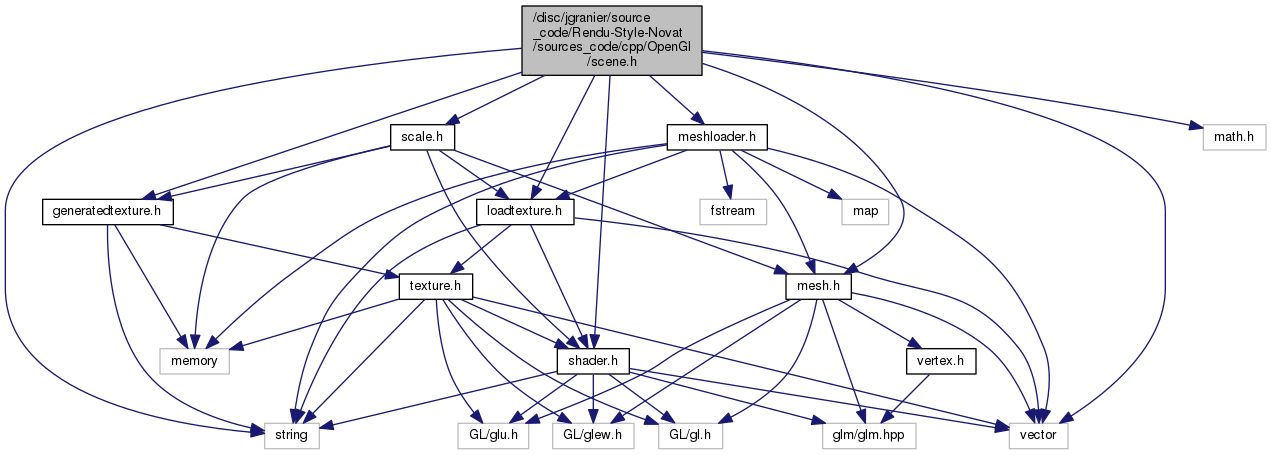 /disc/jgranier/source
_code/Rendu-Style-Novat
/sources_code/cpp/OpenGl
/scene.h
scale.h
meshloader.h
math.h
generatedtexture.h
loadtexture.h
fstream
map
texture.h
mesh.h
memory
shader.h
vertex.h
string
GL/glu.h
GL/glew.h
GL/gl.h
glm/glm.hpp
vector